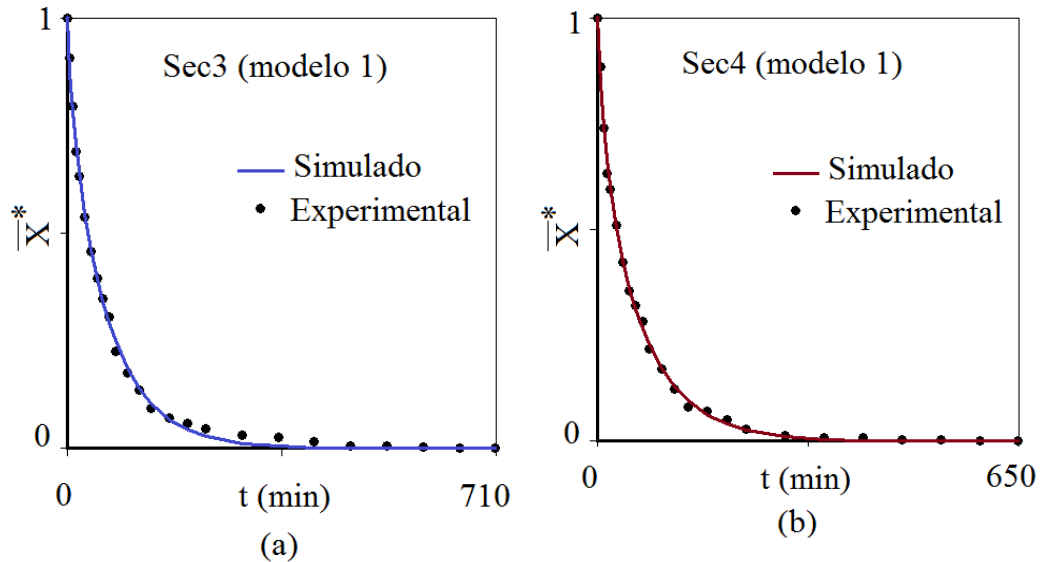 1
Sec3 (modelo 1)
Simulado
Experimental
X̅*
0
0
t (min)
710
(a)
1
Sec4 (modelo 1)
Simulado
Experimental
X̅*
0
0
t (min)
650
(b)